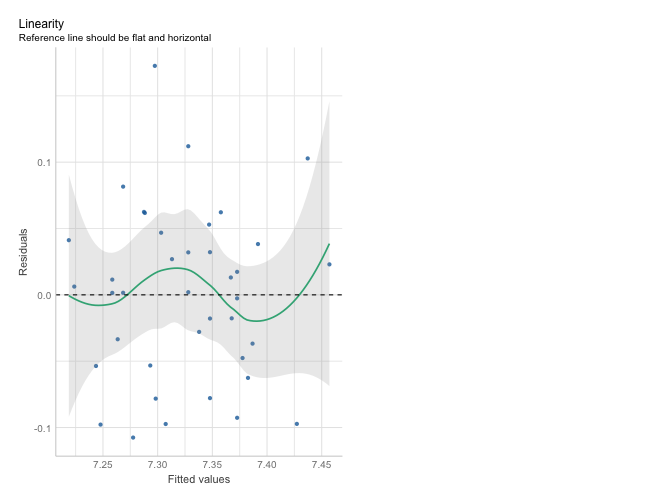 Linearity
Reference line should be flat and horizontal
Residuals
0.1
0.0
-0.1
7.25 7.30 7.35 7.40 7.45
Fitted values